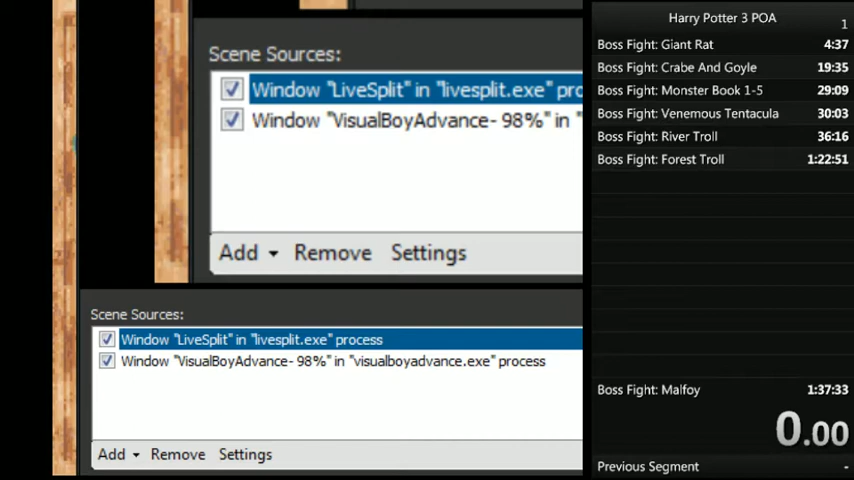 Scene Sources:
Window "LiveSplit" in "livesplit.exe" pro
Window "VisualBoyAdvance- 98%" in "
Add Remove Settings
Scene Sources:
Window "LiveSplit" in "livesplit.exe" process
Window "VisualBoyAdvance- 98%" in "visualboyadvance.exe" process
Add Remove Settings
Harry Potter 3 POA
1
Boss Fight: Giant Rat 4:37
Boss Fight: Crabe And Goyle 19:35
Boss Fight: Monster Book 1-5 29:09
Boss Fight: Venemous Tentacula 30:03
Boss Fight: River Troll 36:16
Boss Fight: Forest Troll 1:22:51
Boss Fight: Malfoy 1:37:33
0.00
Previous Segment -